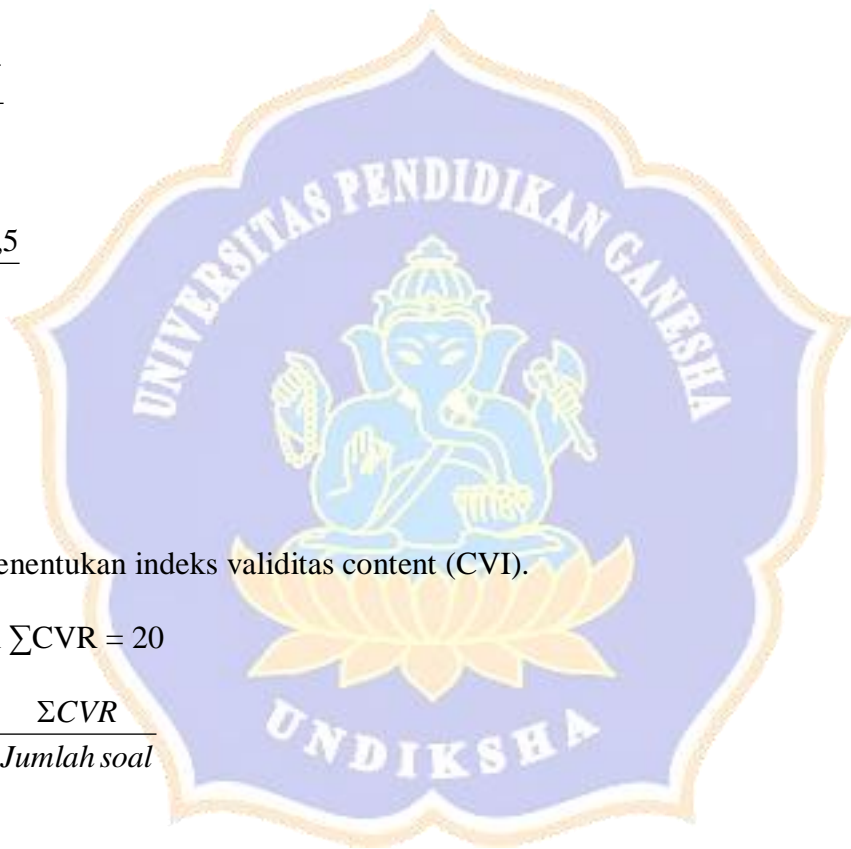 ,5
UNIVERSITAS PENDIDIKAN GANESHA
enentukan indeks validitas content (CVI).
∑CVR = 20
ΣCVR
Jumlah soal
UNDIKSHA